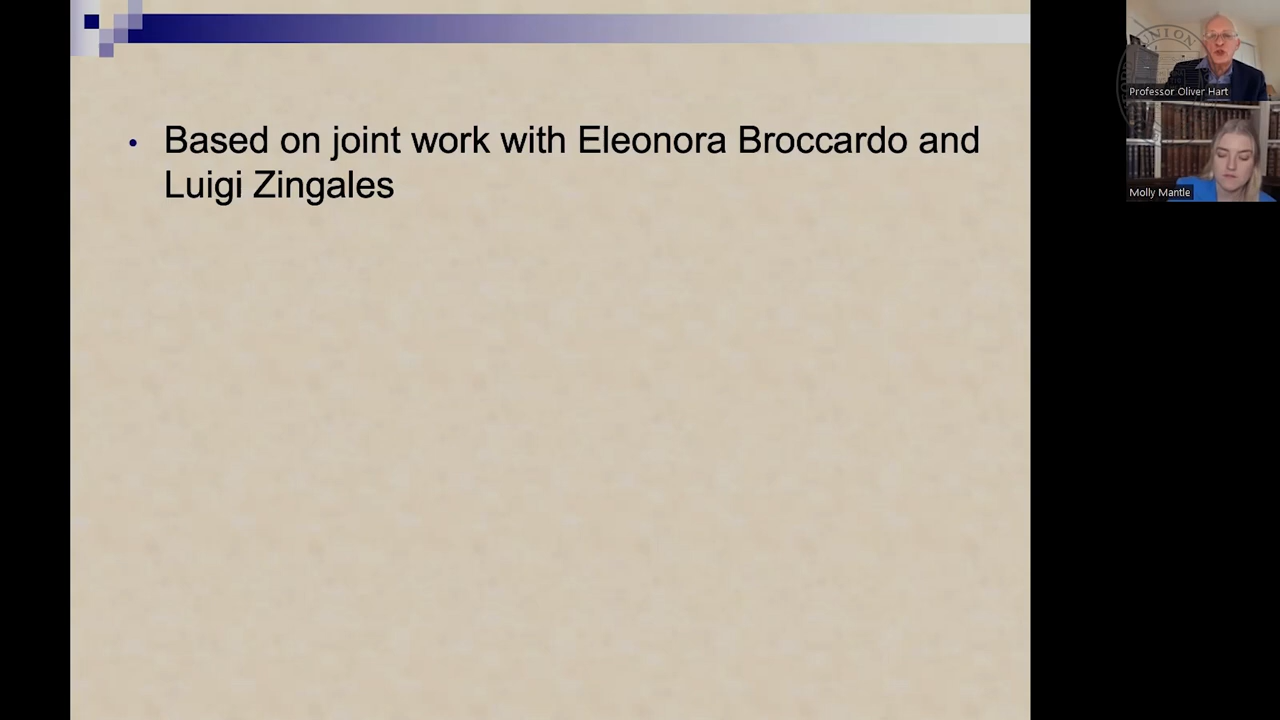 • Based on joint work with Eleonora Broccardo and
Luigi Zingales
Professor Oliver Hart
Molly Mantle